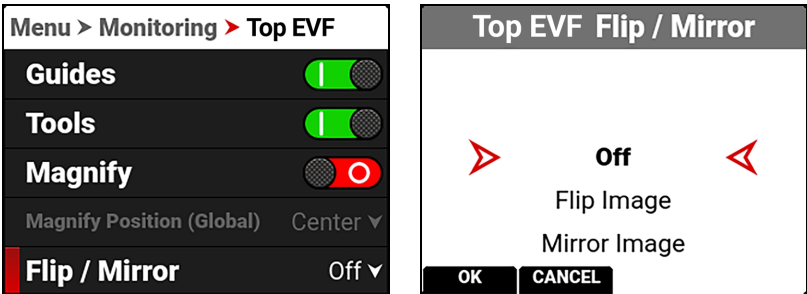 Menu > Monitoring > Top EVF
Guides
Tools
Magnify
Magnify Position (Global) Center
Flip / Mirror Off
Top EVF Flip / Mirror
Off
Flip Image
Mirror Image
OK CANCEL